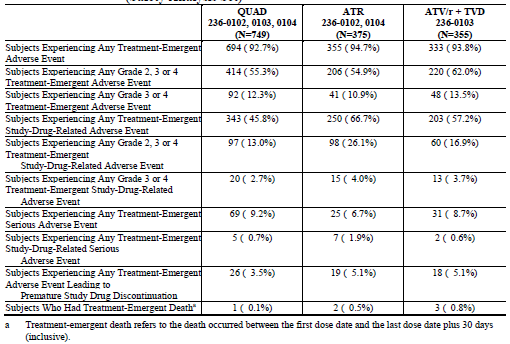 QUAD ATR ATV/r + TVD
236-0102, 0103, 0104 236-0102, 0104 236-0103
(N=749) (N=375) (N=355)
Subjects Experiencing Any Treatment-Emergent 694 (92.7%) 355 (94.7%) 333 (93.8%)
Adverse Event
Subjects Experiencing Any Grade 2, 3 or 4 414 (55.3%) 206 (54.9%) 220 (62.0%)
Treatment-Emergent Adverse Event
Subjects Experiencing Any Grade 3 or 4 92 (12.3%) 41 (10.9%) 48 (13.5%)
Treatment-Emergent Adverse Event
Subjects Experiencing Any Treatment-Emergent 343 (45.8%) 250 (66.7%) 203 (57.2%)
Study-Drug-Related Adverse Event
Subjects Experiencing Any Grade 2, 3 or 4 97 (13.0%) 98 (26.1%) 60 (16.9%)
Treatment-Emergent
Study-Drug-Related Adverse Event
Subjects Experiencing Any Grade 3 or 4 20 ( 2.7%) 15 ( 4.0%) 13 ( 3.7%)
Treatment-Emergent Study-Drug-Related
Adverse Event
Subjects Experiencing Any Treatment-Emergent 69 ( 9.2%) 25 ( 6.7%) 31 ( 8.7%)
Serious Adverse Event
Subjects Experiencing Any Treatment-Emergent 5 ( 0.7%) 7 ( 1.9%) 2 ( 0.6%)
Study-Drug-Related Serious
Adverse Event
Subjects Experiencing Any Treatment-Emergent 26 ( 3.5%) 19 ( 5.1%) 18 ( 5.1%)
Adverse Event Leading to
Premature Study Drug Discontinuation
Subjects Who Had Treatment-Emergent Deathᵃ 1 ( 0.1%) 2 ( 0.5%) 3 ( 0.8%)
a Treatment-emergent death refers to the death occurred between the first dose date and the last dose date plus 30 days
(inclusive).